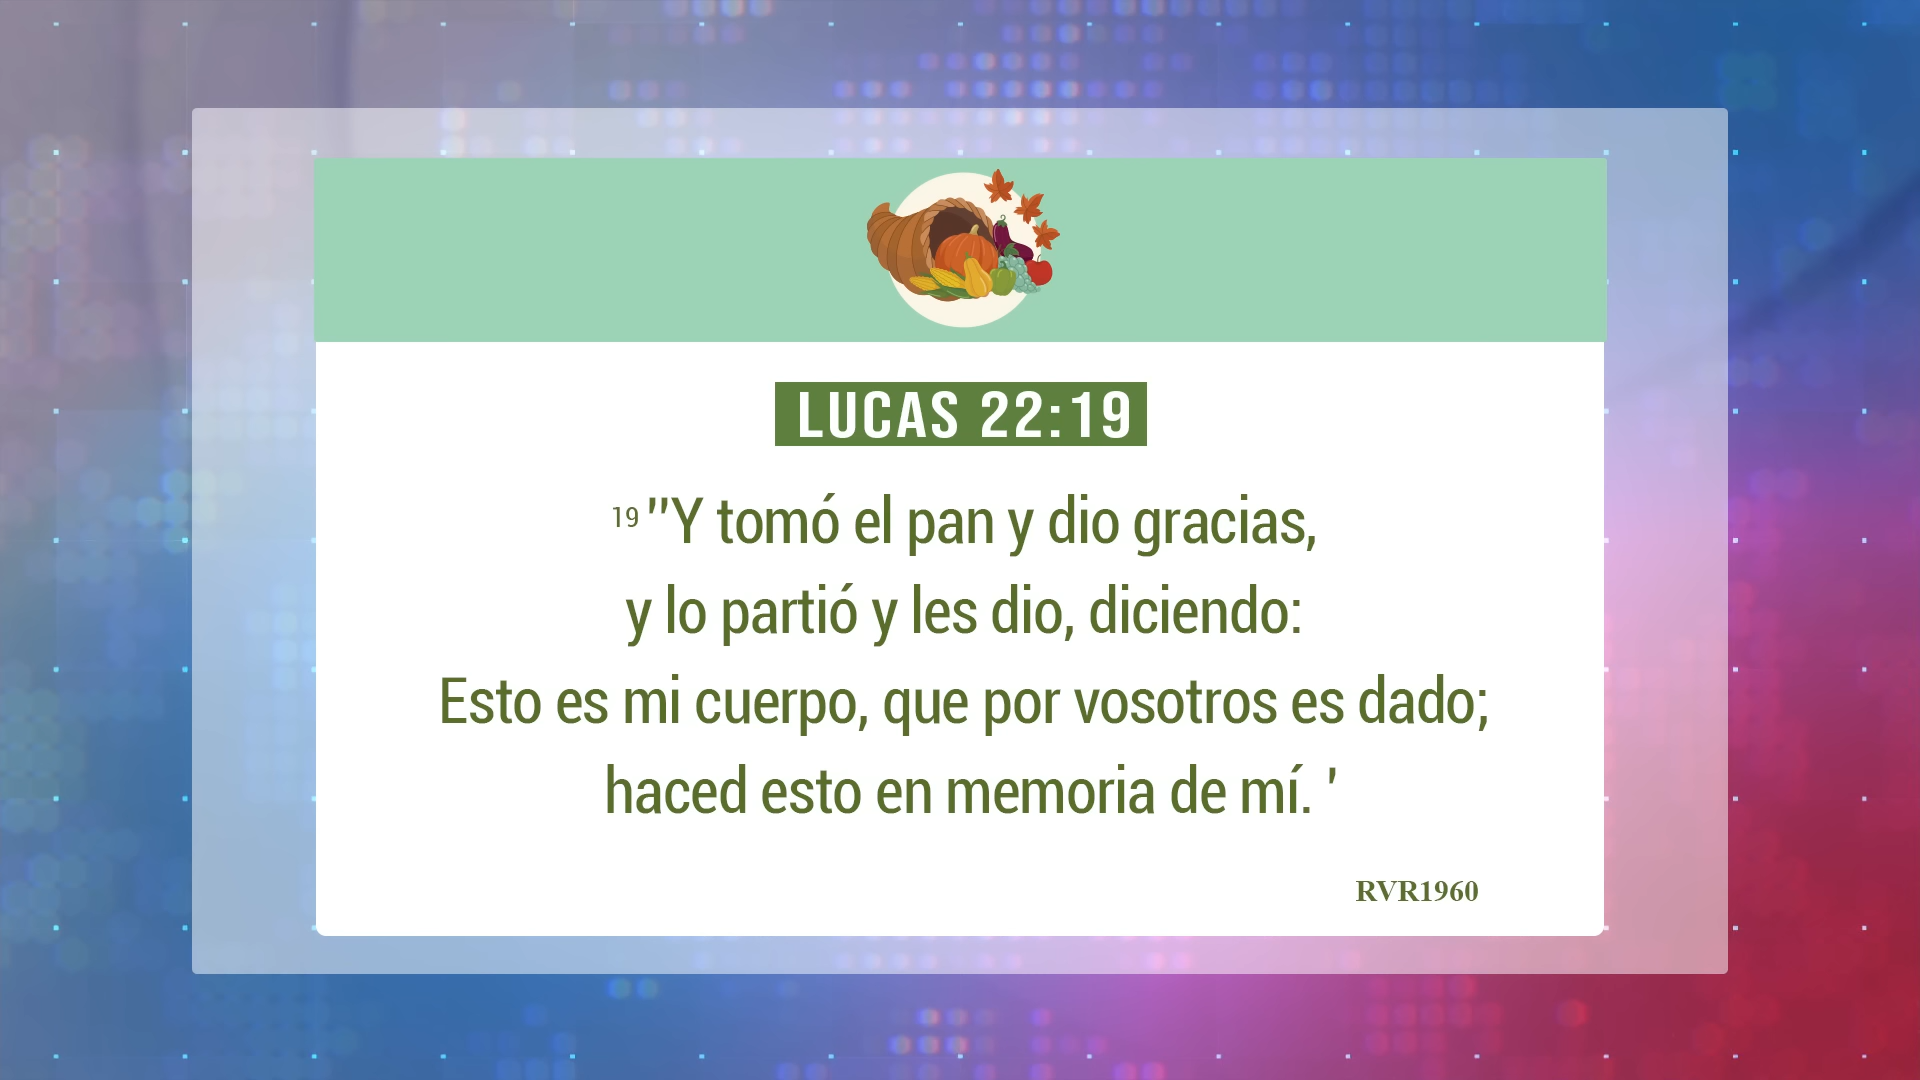 LUCAS 22:19
19 "Y tomó el pan y dio gracias,
y lo partió y les dio, diciendo:
Esto es mi cuerpo, que por vosotros es dado;
haced esto en memoria de mí. '
RVR1960